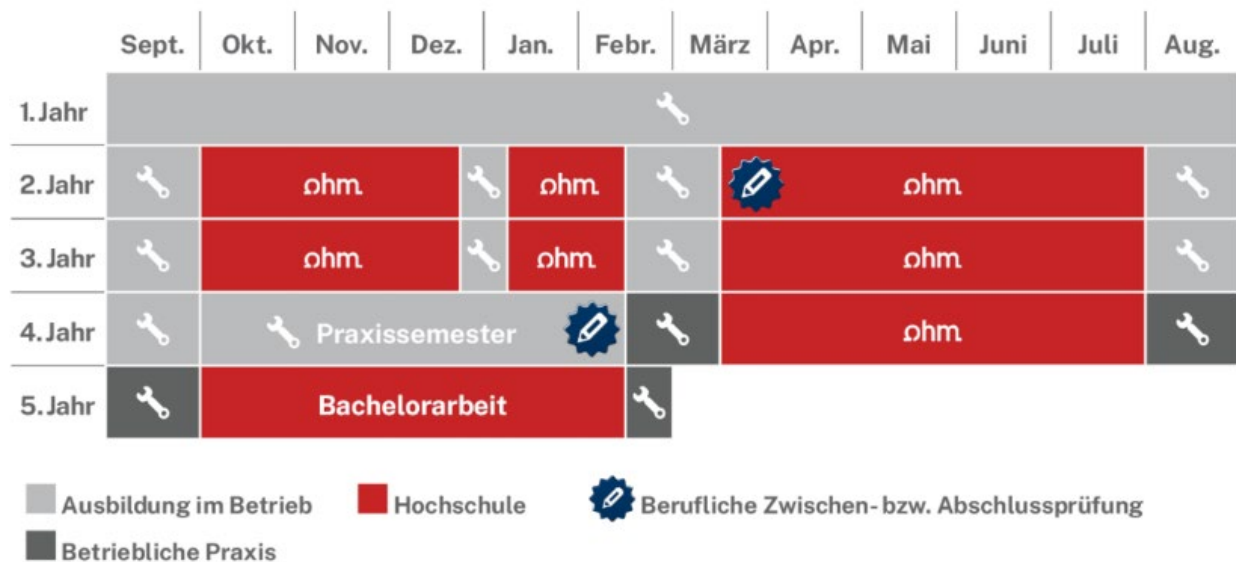 Sept. Okt. Nov. Dez. Jan. Febr. März Apr. Mai Juni Juli Aug.
1. Jahr
2. Jahr ohm ohm ohm
3. Jahr ohm ohm ohm
4. Jahr Praxissemester ohm
5. Jahr Bachelorarbeit
Ausbildung im Betrieb Hochschule Berufliche Zwischen- bzw. Abschlussprüfung
Betriebliche Praxis